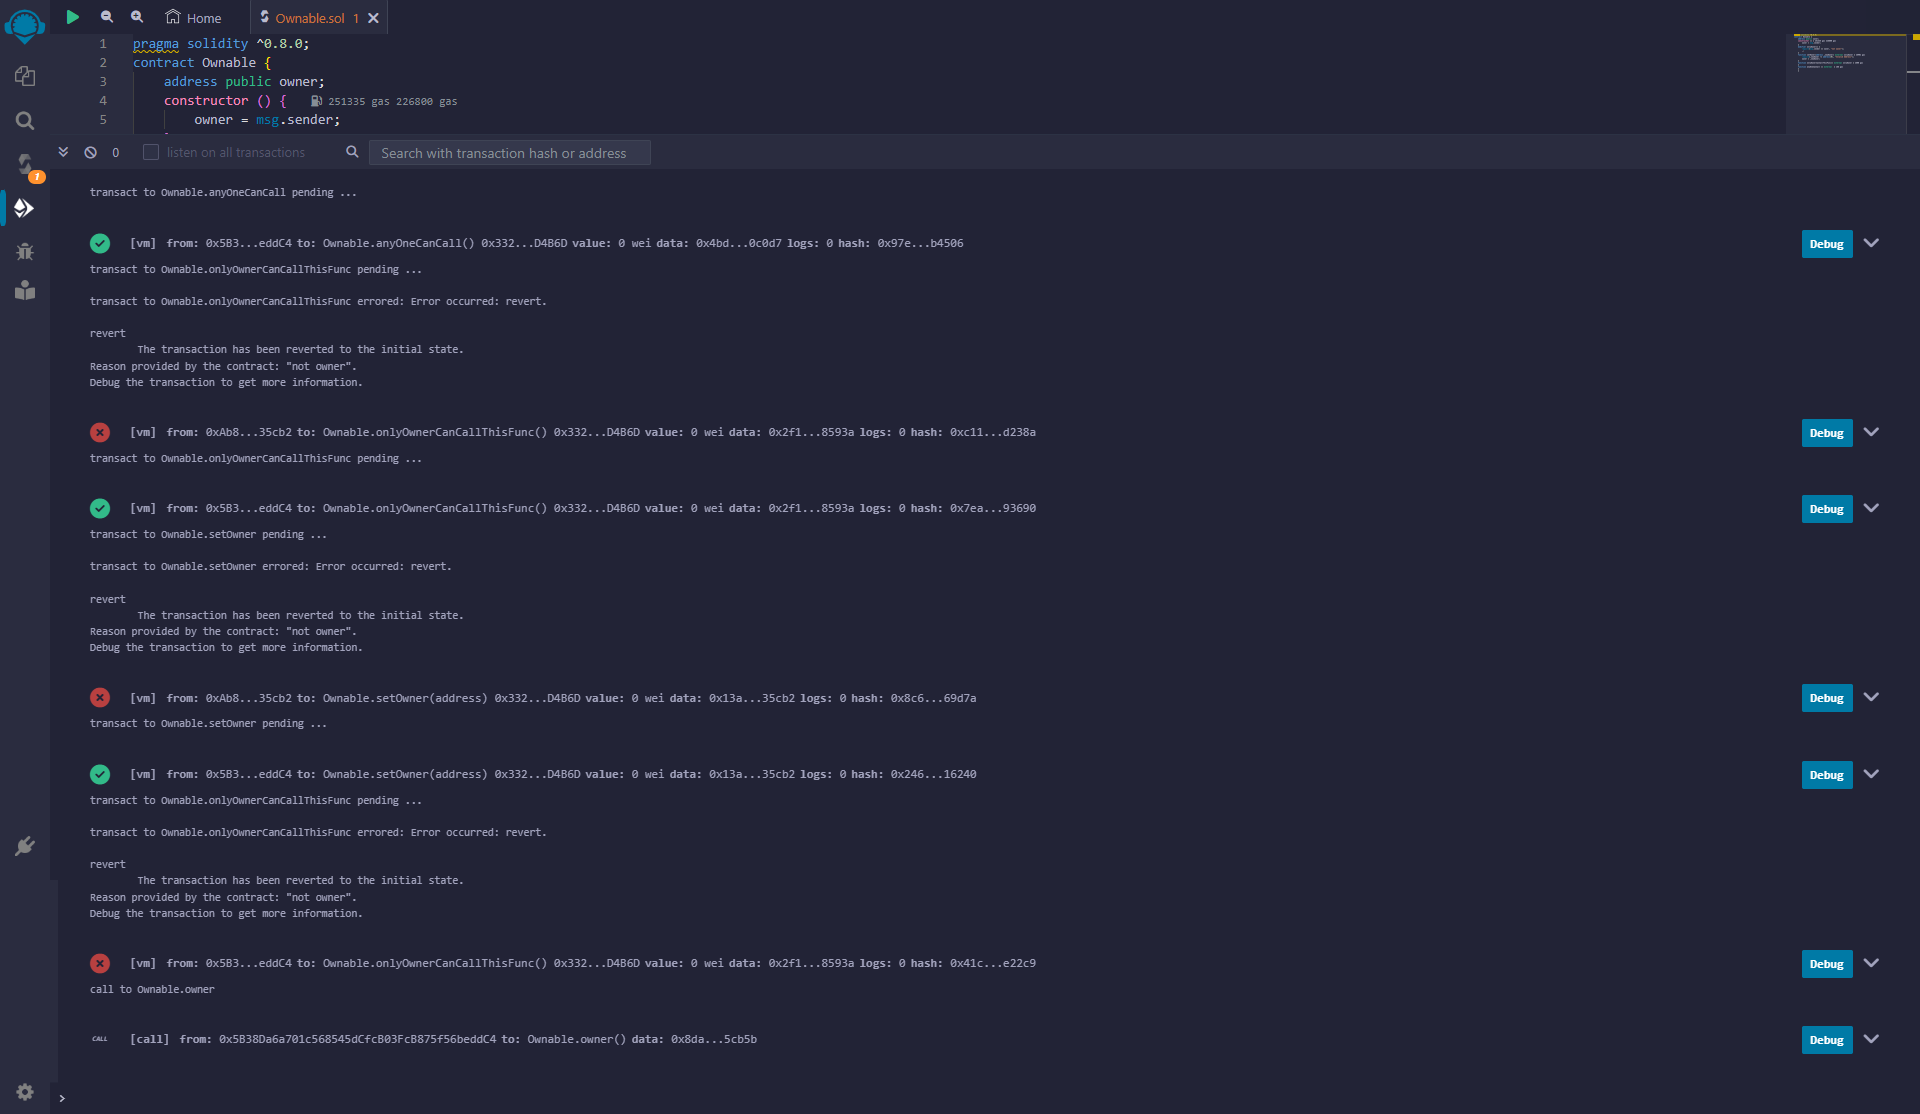 Home
Ownable.sol 1
1 pragma solidity ^0.8.0;
2 contract Ownable {
3 address public owner;
4 constructor () { 251335 gas 226800 gas
5 owner = msg.sender;
0 listen on all transactions Search with transaction hash or address
1
transact to Ownable.anyOneCanCall pending ...
[vm] from: 0x5B3...eddC4 to: Ownable.anyOneCanCall() 0x332...D4B6D value: 0 wei data: 0x4bd...0c0d7 logs: 0 hash: 0x97e...b4506 Debug
transact to Ownable.onlyOwnerCanCallThisFunc pending ...
transact to Ownable.onlyOwnerCanCallThisFunc errored: Error occurred: revert.
revert
The transaction has been reverted to the initial state.
Reason provided by the contract: "not owner".
Debug the transaction to get more information.
[vm] from: 0xAb8...35cb2 to: Ownable.onlyOwnerCanCallThisFunc() 0x332...D4B6D value: 0 wei data: 0x2f1...8593a logs: 0 hash: 0xc11...d238a Debug
transact to Ownable.onlyOwnerCanCallThisFunc pending ...
[vm] from: 0x5B3...eddC4 to: Ownable.onlyOwnerCanCallThisFunc() 0x332...D4B6D value: 0 wei data: 0x2f1...8593a logs: 0 hash: 0x7ea...93690 Debug
transact to Ownable.setOwner pending ...
transact to Ownable.setOwner errored: Error occurred: revert.
revert
The transaction has been reverted to the initial state.
Reason provided by the contract: "not owner".
Debug the transaction to get more information.
[vm] from: 0xAb8...35cb2 to: Ownable.setOwner(address) 0x332...D4B6D value: 0 wei data: 0x13a...35cb2 logs: 0 hash: 0x8c6...69d7a Debug
transact to Ownable.setOwner pending ...
[vm] from: 0x5B3...eddC4 to: Ownable.setOwner(address) 0x332...D4B6D value: 0 wei data: 0x13a...35cb2 logs: 0 hash: 0x246...16240 Debug
transact to Ownable.onlyOwnerCanCallThisFunc pending ...
transact to Ownable.onlyOwnerCanCallThisFunc errored: Error occurred: revert.
revert
The transaction has been reverted to the initial state.
Reason provided by the contract: "not owner".
Debug the transaction to get more information.
[vm] from: 0x5B3...eddC4 to: Ownable.onlyOwnerCanCallThisFunc() 0x332...D4B6D value: 0 wei data: 0x2f1...8593a logs: 0 hash: 0x41c...e22c9 Debug
call to Ownable.owner
CALL [call] from: 0x5B38Da6a701c568545dCfcB03FcB875f56beddC4 to: Ownable.owner() data: 0x8da...5cb5b Debug
>